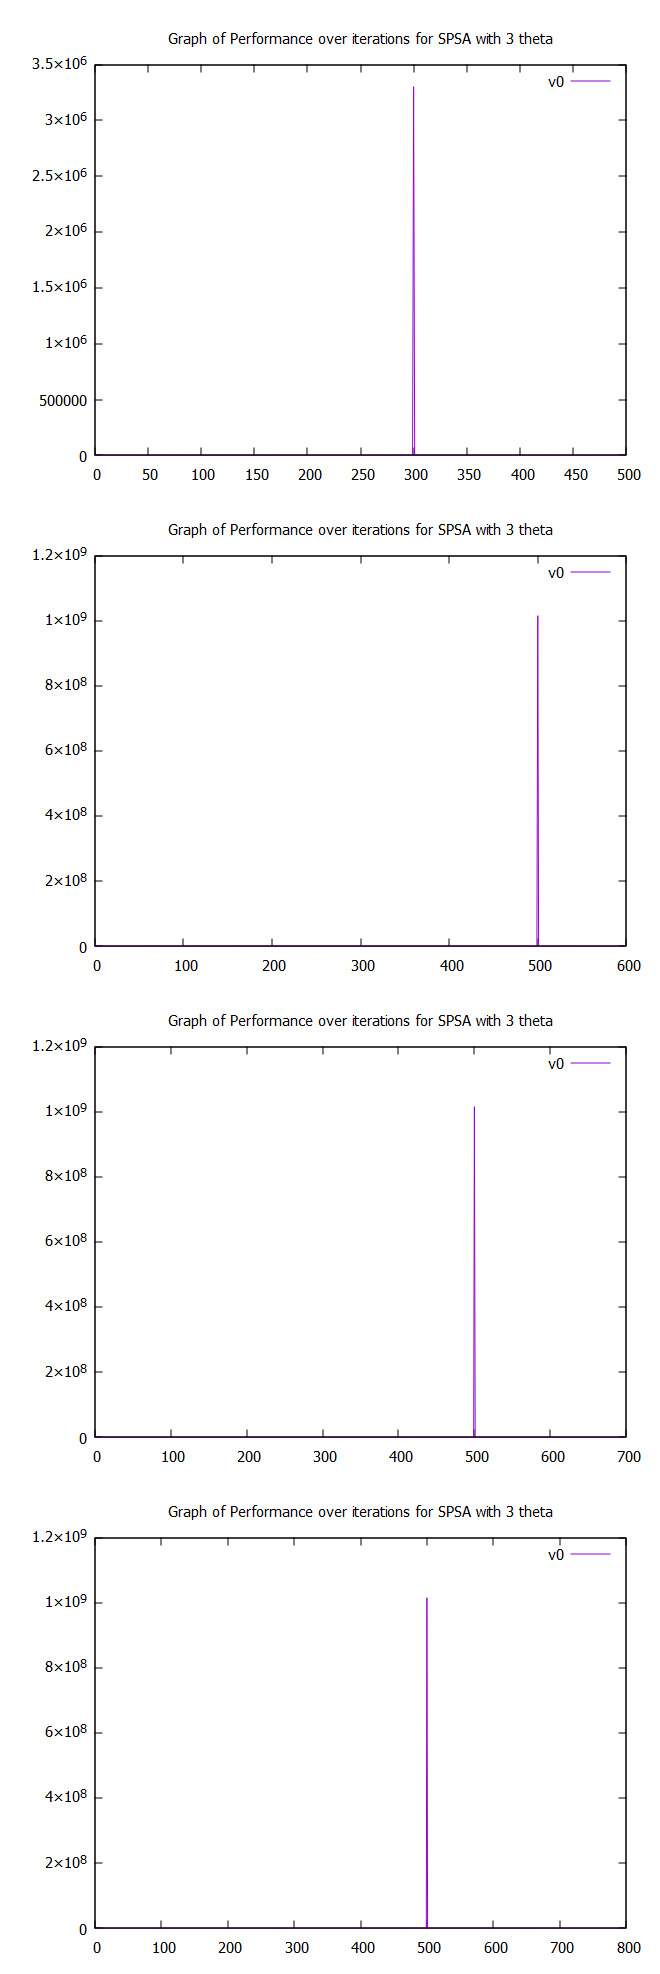 Graph of Performance over iterations for SPSA with 3 theta
3.5×10⁶
v0
3×10⁶
2.5×10⁶
2×10⁶
1.5×10⁶
1×10⁶
500000
0
0 50 100 150 200 250 300 350 400 450 500
Graph of Performance over iterations for SPSA with 3 theta
1.2×10⁹
v0
1×10⁹
8×10⁸
6×10⁸
4×10⁸
2×10⁸
0
0 100 200 300 400 500 600
Graph of Performance over iterations for SPSA with 3 theta
1.2×10⁹
v0
1×10⁹
8×10⁸
6×10⁸
4×10⁸
2×10⁸
0
0 100 200 300 400 500 600 700
Graph of Performance over iterations for SPSA with 3 theta
1.2×10⁹
v0
1×10⁹
8×10⁸
6×10⁸
4×10⁸
2×10⁸
0
0 100 200 300 400 500 600 700 800